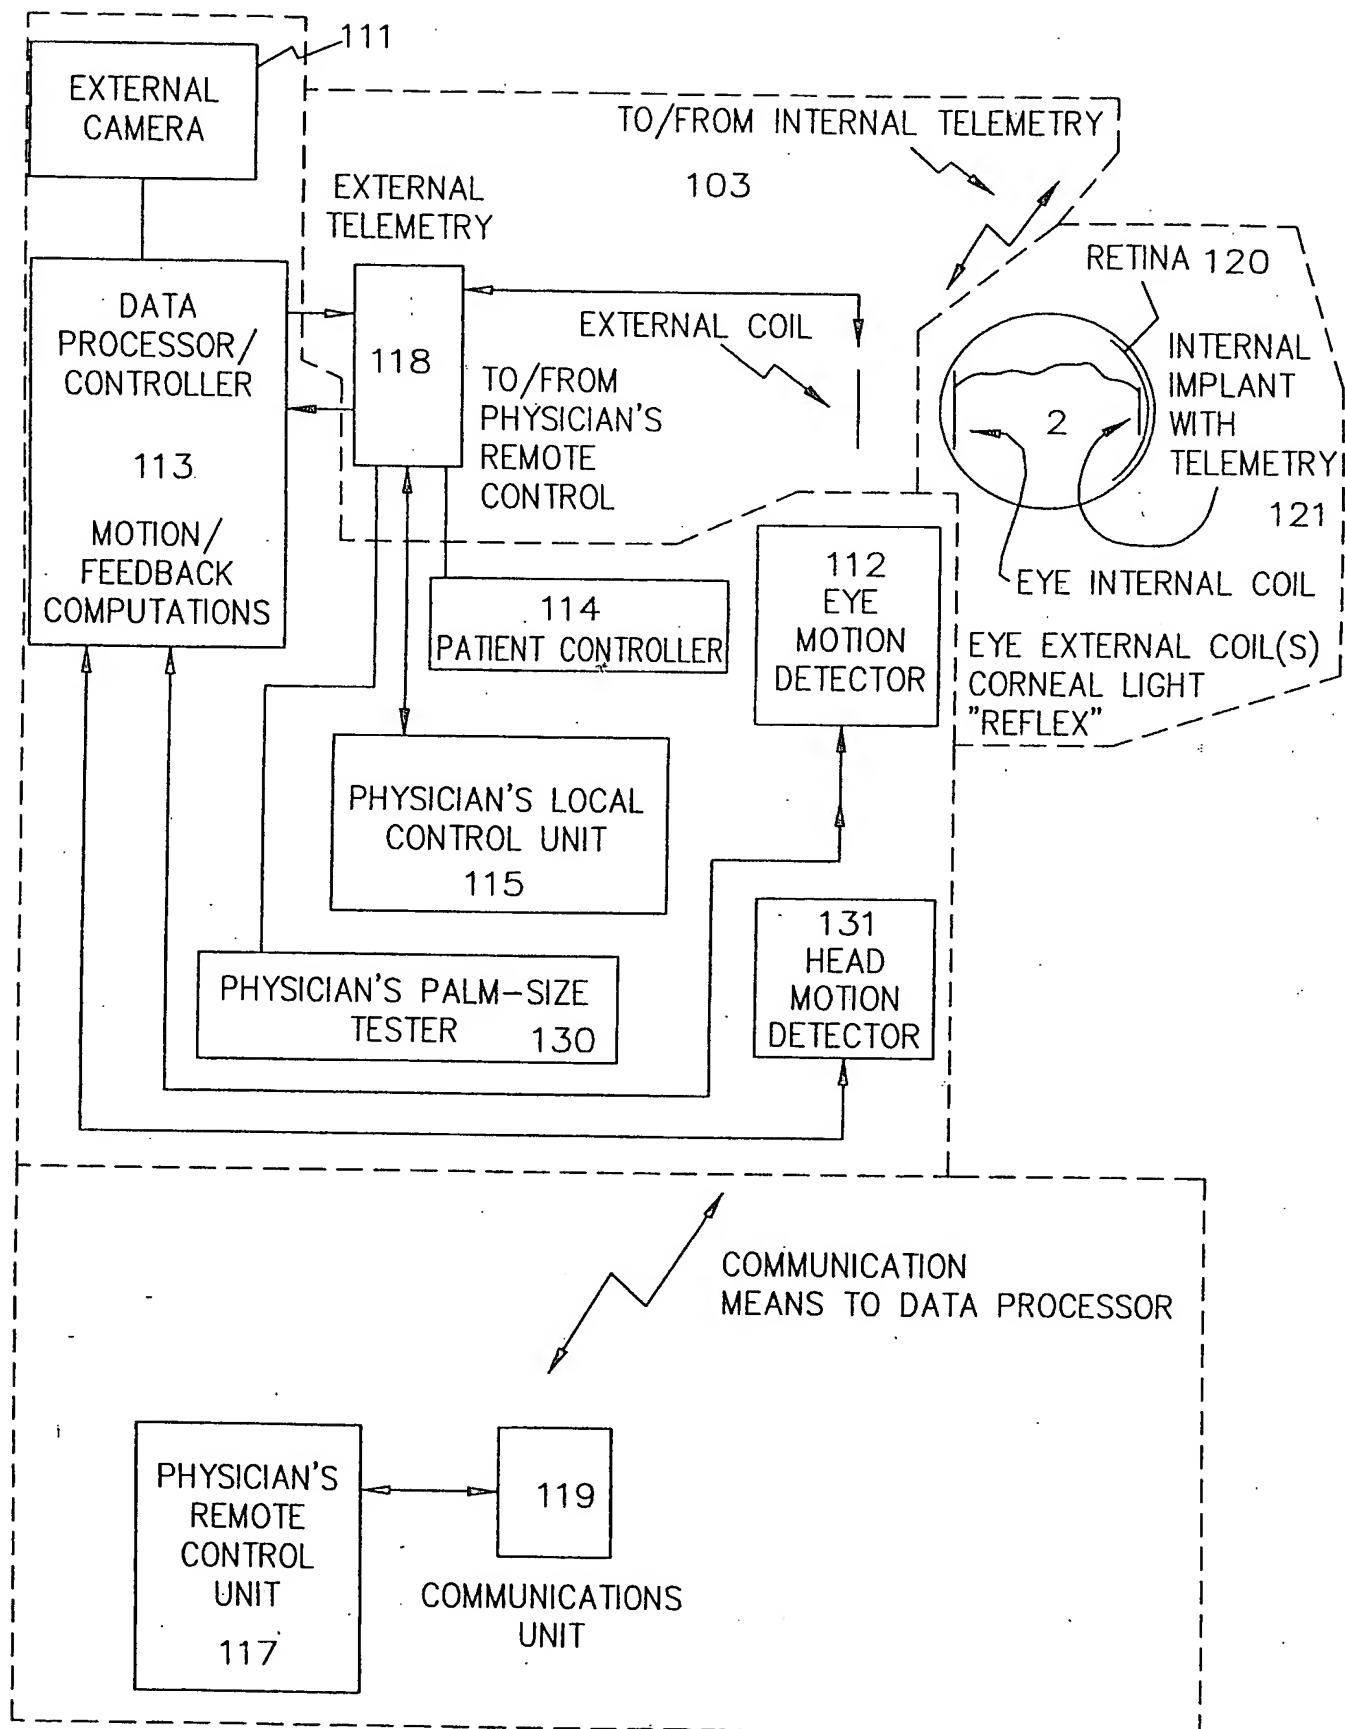 111
EXTERNAL
CAMERA
TO/FROM INTERNAL TELEMETRY
103
EXTERNAL
TELEMETRY
RETINA 120
DATA
PROCESSOR/
CONTROLLER
113
MOTION/
FEEDBACK
COMPUTATIONS
118
EXTERNAL COIL
TO/FROM
PHYSICIAN'S
REMOTE
CONTROL
2
INTERNAL
IMPLANT
WITH
TELEMETRY
121
EYE INTERNAL COIL
EYE EXTERNAL COIL(S)
CORNEAL LIGHT
"REFLEX"
112
EYE
MOTION
DETECTOR
114
PATIENT CONTROLLER
PHYSICIAN'S LOCAL
CONTROL UNIT
115
131
HEAD
MOTION
DETECTOR
PHYSICIAN'S PALM-SIZE
TESTER 130
COMMUNICATION
MEANS TO DATA PROCESSOR
PHYSICIAN'S
REMOTE
CONTROL
UNIT
117
119
COMMUNICATIONS
UNIT